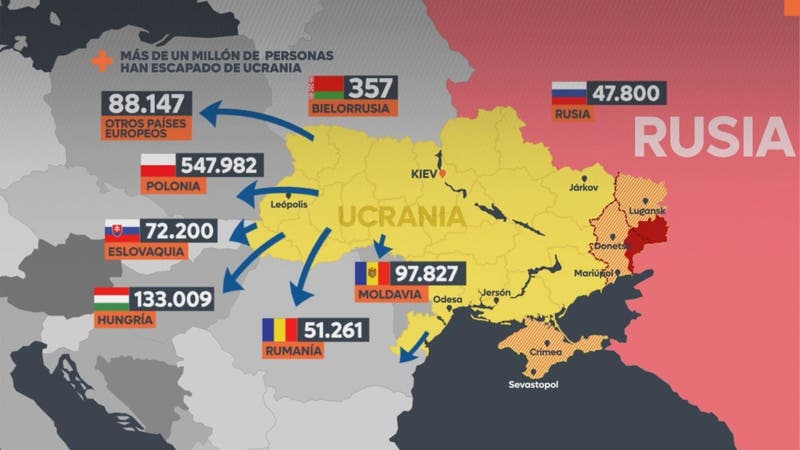 MÁS DE UN MILLÓN DE PERSONAS
HAN ESCAPADO DE UCRANIA
88.147
OTROS PAÍSES
EUROPEOS
357
BIELORRUSIA
47.800
RUSIA
RUSIA
547.982
POLONIA
KIEV
Járkov
Leópolis
Lugansk
UCRANIA
72.200
ESLOVAQUIA
Donetsk
97.827
MOLDAVIA
Mariúpol
133.009
HUNGRÍA
Odesa
Jersón
51.261
RUMANÍA
Crimea
Sevastopol